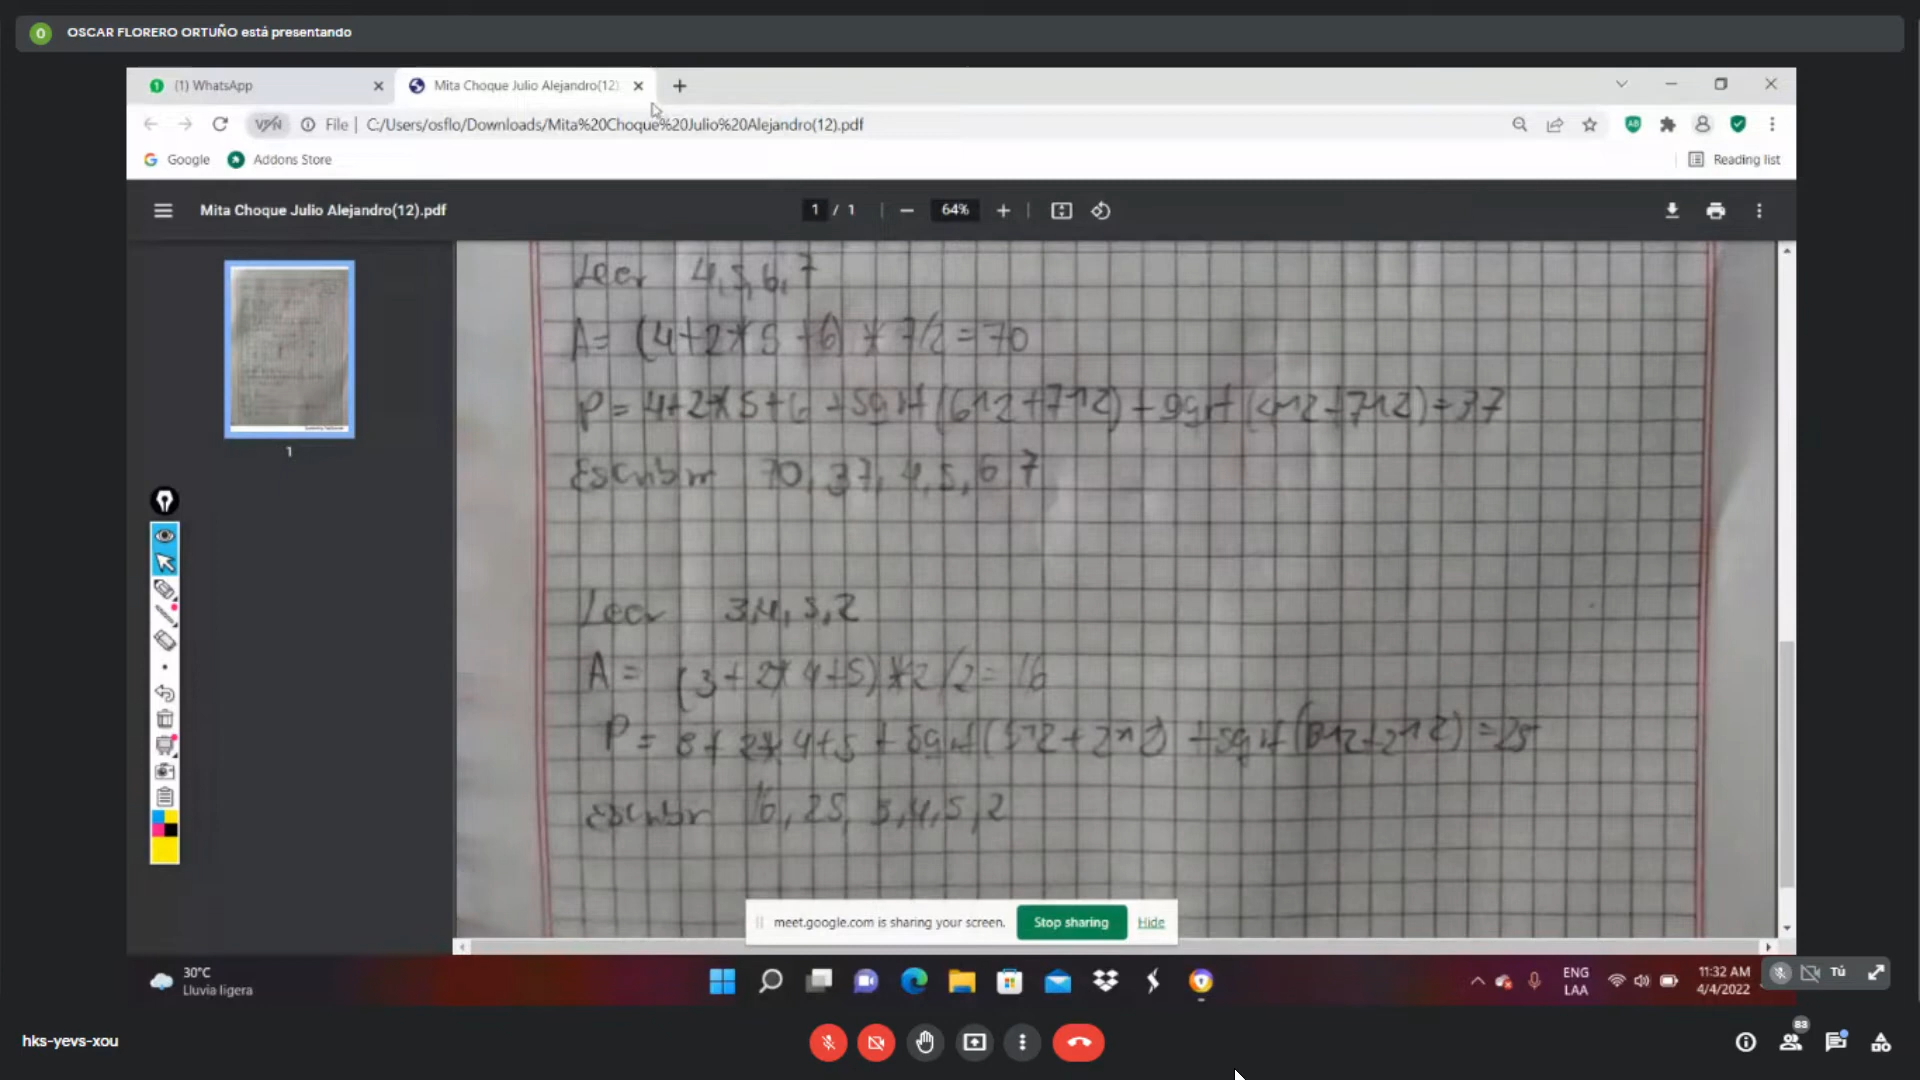 O OSCAR FLORERO ORTUÑO está presentando
(1) WhatsApp
Mita Choque Julio Alejandro(12)
VPN File C:/Users/osflo/Downloads/Mita%20Choque%20Julio%20Alejandro(12).pdf
Google Addons Store Reading list
Mita Choque Julio Alejandro(12).pdf 1 / 1 64%
1
Leer 4,5,6,7
A= (4+2*5+6) * 7/2 = 70
P = 4+2*5+6 +sqrt(6^2+7^2)+sqrt(4^2+7^2)=37
Escribir 70, 37, 4, 5, 6 7
Leer 3,4, 5, 2
A = (3+2*4+5)*2/2= 16
P = 3+ 2* 4+5 + sqrt(5^2+2^2) +sqrt(3^2+2^2) =25
Escribir 16, 25, 3,4,5,2
meet.google.com is sharing your screen. Stop sharing Hide
30°C
Lluvia ligera
ENG
LAA
11:32 AM
4/4/2022
Tú
hks-yevs-xou
83